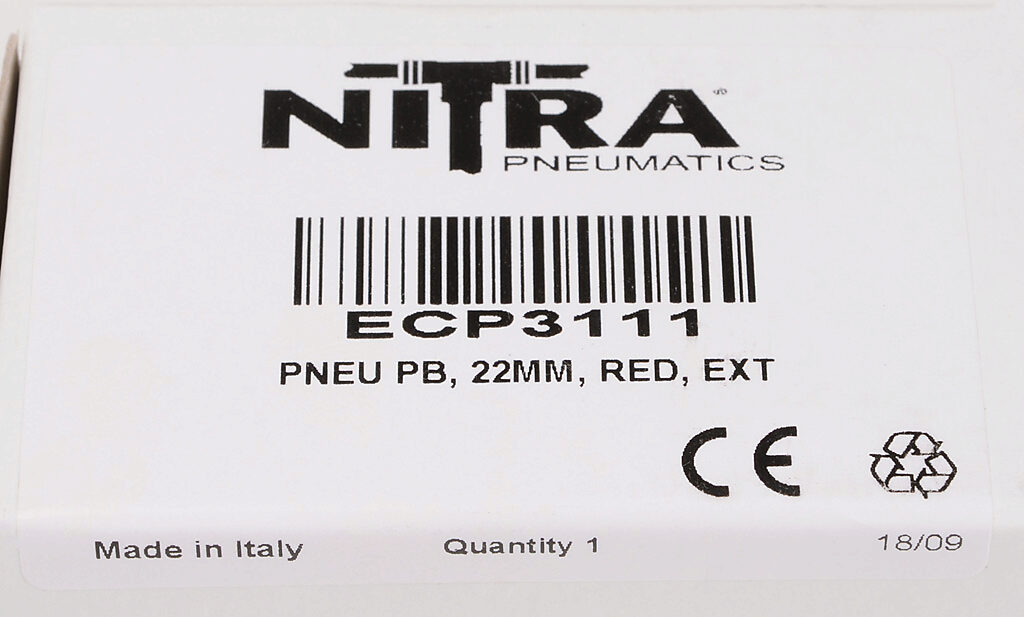 NITRA
PNEUMATICS
ECP3111
PNEU PB, 22MM, RED, EXT
CE
Made in Italy Quantity 1 18/09